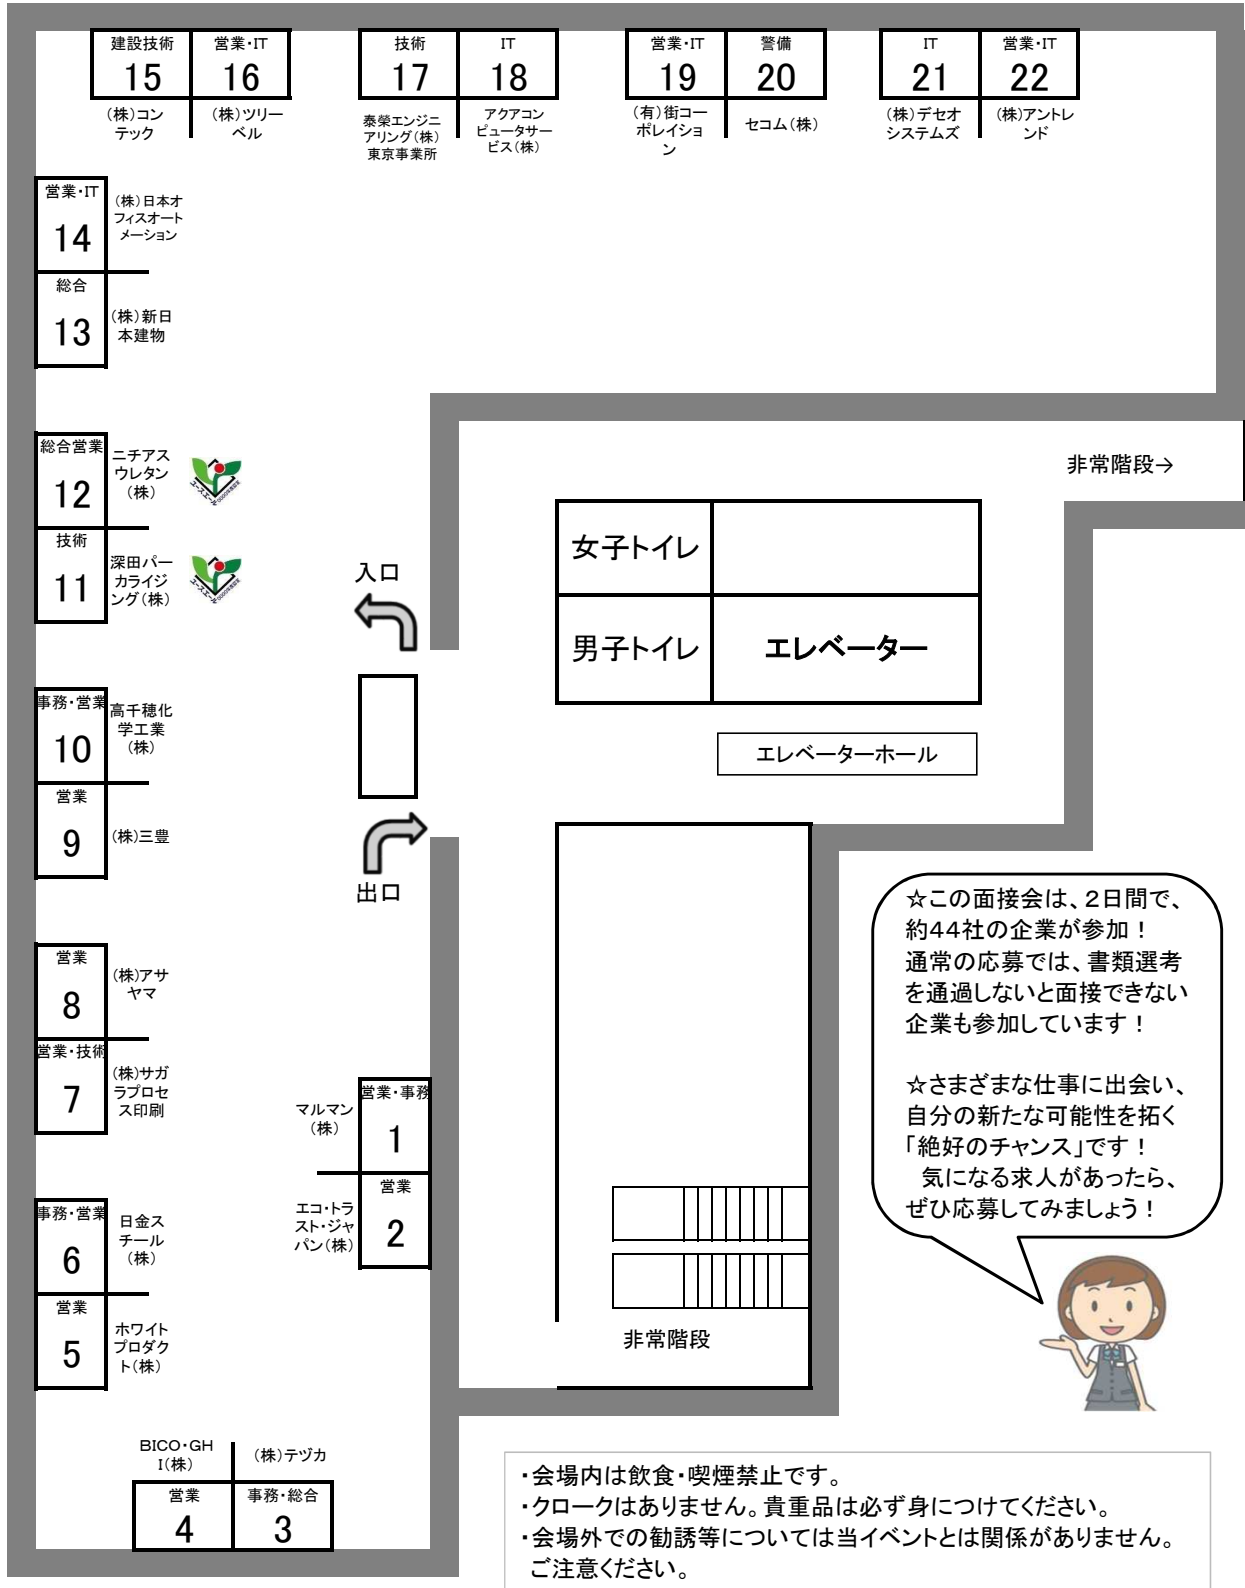 建設技術
15
(株)コン
テック
営業・IT
16
(株)ツリー
ベル
技術
17
泰榮エンジニ
アリング(株)
東京事業所
IT
18
アクアコン
ピュータサー
ビス(株)
営業・IT
19
(有)街コー
ポレイショ
ン
警備
20
セコム(株)
IT
21
(株)デセオ
システムズ
営業・IT
22
(株)アントレ
ンド
営業・IT
14
(株)日本オ
フィスオート
メーション
総合
13
(株)新日
本建物
総合営業
12
ニチアス
ウレタン
(株)
ユースエール
技術
11
深田パー
カライジ
ング(株)
ユースエール
事務・営業
10
高千穂化
学工業
(株)
営業
9
(株)三豊
営業
8
(株)アサ
ヤマ
営業・技術
7
(株)サガ
ラプロセ
ス印刷
事務・営業
6
日金ス
チール
(株)
営業
5
ホワイト
プロダク
ト(株)
BICO・GH
I(株)
営業
4
(株)テヅカ
事務・総合
3
営業・事務
1
マルマン
(株)
営業
2
エコ・トラ
スト・ジャ
パン(株)
入口
出口
非常階段→
女子トイレ
男子トイレ
エレベーター
エレベーターホール
非常階段
☆この面接会は、2日間で、
約44社の企業が参加!
通常の応募では、書類選考
を通過しないと面接できない
企業も参加しています!
☆さまざまな仕事に出会い、
自分の新たな可能性を拓く
「絶好のチャンス」です!
気になる求人があったら、
ぜひ応募してみましょう!
・会場内は飲食・喫煙禁止です。
・クロークはありません。貴重品は必ず身につけてください。
・会場外での勧誘等については当イベントとは関係がありません。
ご注意ください。